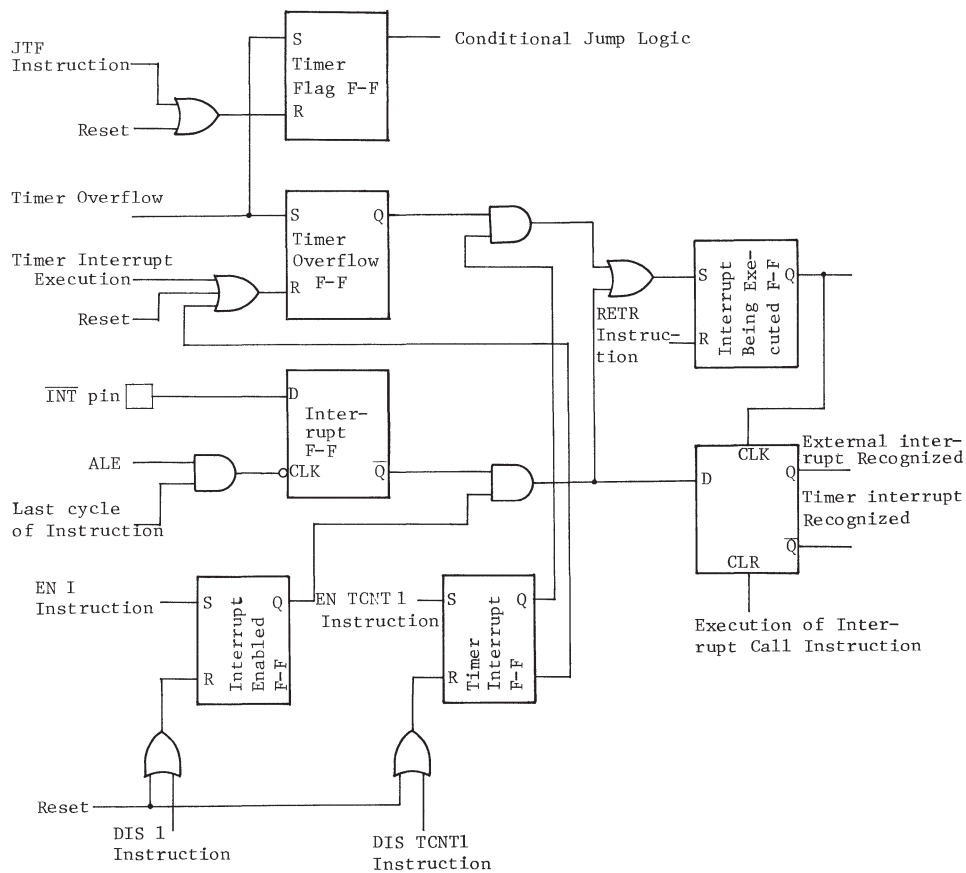 S
Timer
Flag F-F
R
Conditional Jump Logic
JTF
Instruction
Reset
Timer Overflow
S
Q
Timer
Overflow
F-F
R
Timer Interrupt
Execution
Reset
S
Q
R
Interrupt
Being Exe-
cuted F-F
RETR
Instruc-
tion
INT pin
D
Inter-
rupt
F-F
CLK
Q
ALE
Last cycle
of Instruction
D
CLK
Q
Q
CLR
External inter-
rupt Recognized
Timer interrupt
Recognized
Execution of Inter-
rupt Call Instruction
EN I
Instruction
S
Q
R
Interrupt
Enabled
F-F
EN TCNT1
Instruction
S
Q
R
Timer
Interrupt
F-F
Reset
DIS 1
Instruction
DIS TCNT1
Instruction